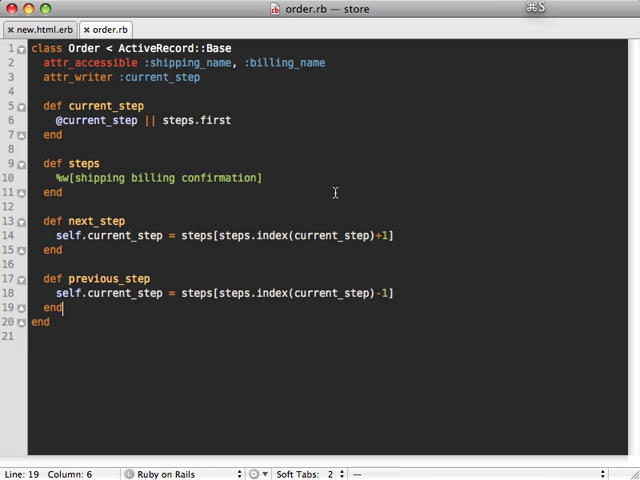 order.rb — store
⌘S
new.html.erb
order.rb
1 class Order < ActiveRecord::Base
2 attr_accessible :shipping_name, :billing_name
3 attr_writer :current_step
4
5 def current_step
6 @current_step || steps.first
7 end
8
9 def steps
10 %w[shipping billing confirmation]
11 end
12
13 def next_step
14 self.current_step = steps[steps.index(current_step)+1]
15 end
16
17 def previous_step
18 self.current_step = steps[steps.index(current_step)-1]
19 end
20 end
21
Line: 19 Column: 6 L Ruby on Rails Soft Tabs: 2 —